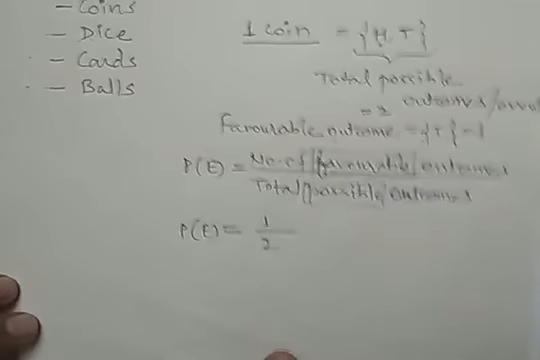 - Coins
- Dice
- Cards
- Balls
1 coin = {H, T}
Total possible
outcomes/
= 2
Favourable outcome = {T} = 1
P(E) = No. of favourable outcomes
Total possible outcomes
P(E) = 1
2